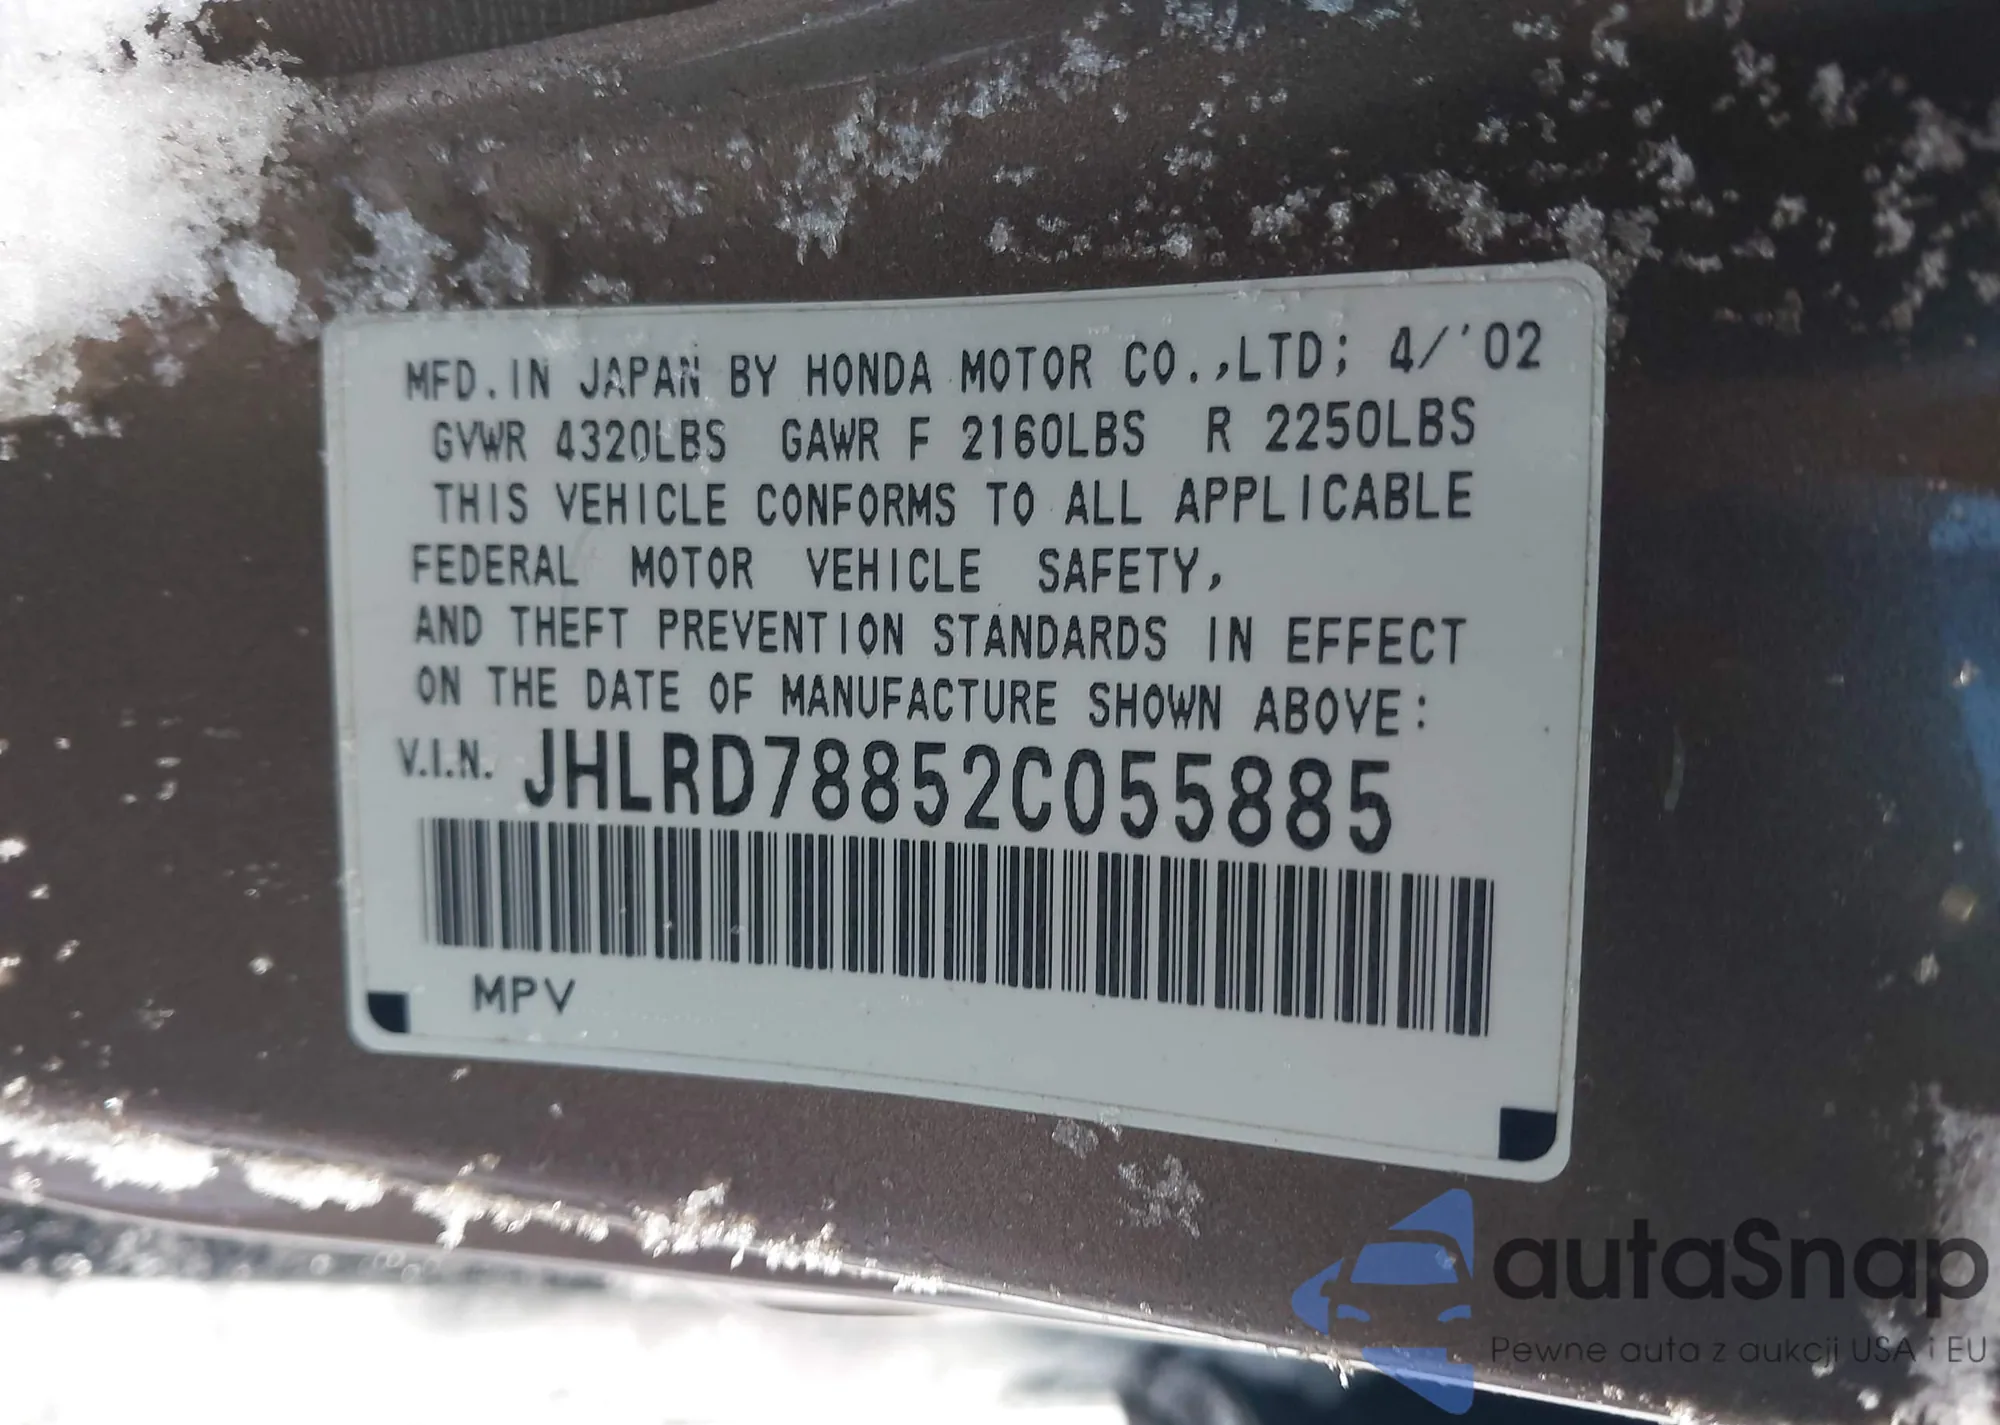 MFD. IN JAPAN BY HONDA MOTOR CO.,LTD; 4/'02
GVWR 4320LBS GAWR F 2160LBS R 2250LBS
THIS VEHICLE CONFORMS TO ALL APPLICABLE
FEDERAL MOTOR VEHICLE SAFETY,
AND THEFT PREVENTION STANDARDS IN EFFECT
ON THE DATE OF MANUFACTURE SHOWN ABOVE:
V.I.N. JHLRD78852C055885
MPV
autaSnap
Pewne auta z aukcji USA i EU